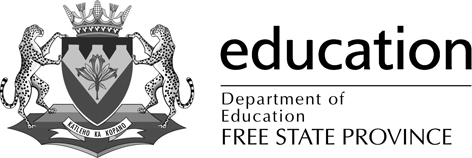 education
Department of
Education
FREE STATE PROVINCE
KATLEHO KA KOPANO